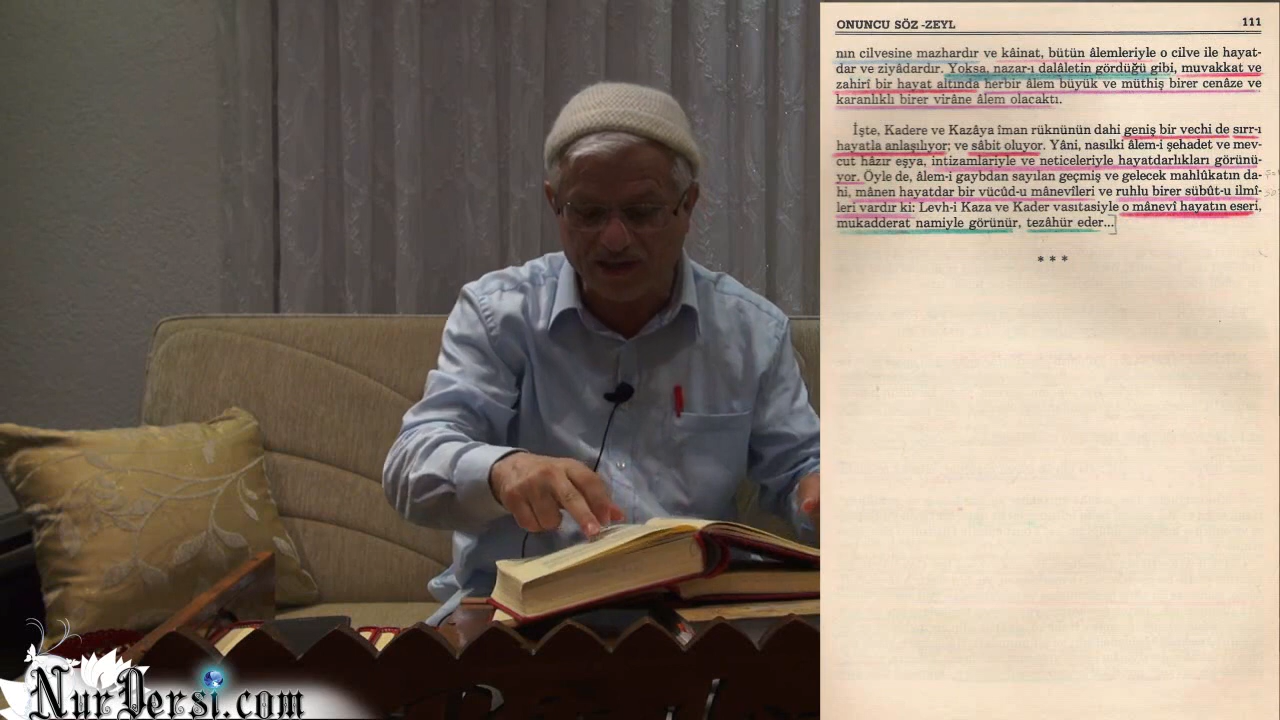 ONUNCU SÖZ -ZEYL 111
nın cilvesine mazhardır ve kâinat, bütün âlemleriyle o cilve ile hayat-
dar ve ziyâdardır. Yoksa, nazar-ı dalâletin gördüğü gibi, muvakkat ve
zahirî bir hayat altında herbir âlem büyük ve müthiş birer cenâze ve
karanlıklı birer virâne âlem olacaktı.
İşte, Kadere ve Kazâya îman rüknünün dahi geniş bir vechi de sırr-ı
hayatla anlaşılıyor; ve sâbit oluyor. Yâni, nasılki âlem-i şehadet ve mev-
cut hâzır eşya, intizamlariyle ve neticeleriyle hayatdarlıkları görünü-
yor. Öyle de, âlem-i gaybdan sayılan geçmiş ve gelecek mahlûkatın da-
hi, mânen hayatdar bir vücûd-u mânevîleri ve ruhlu birer sübût-u ilmî-
leri vardır ki: Levh-i Kaza ve Kader vasıtasiyle o mânevî hayatın eseri,
mukadderat namiyle görünür, tezâhür eder...]
* * *
NurDersi.com